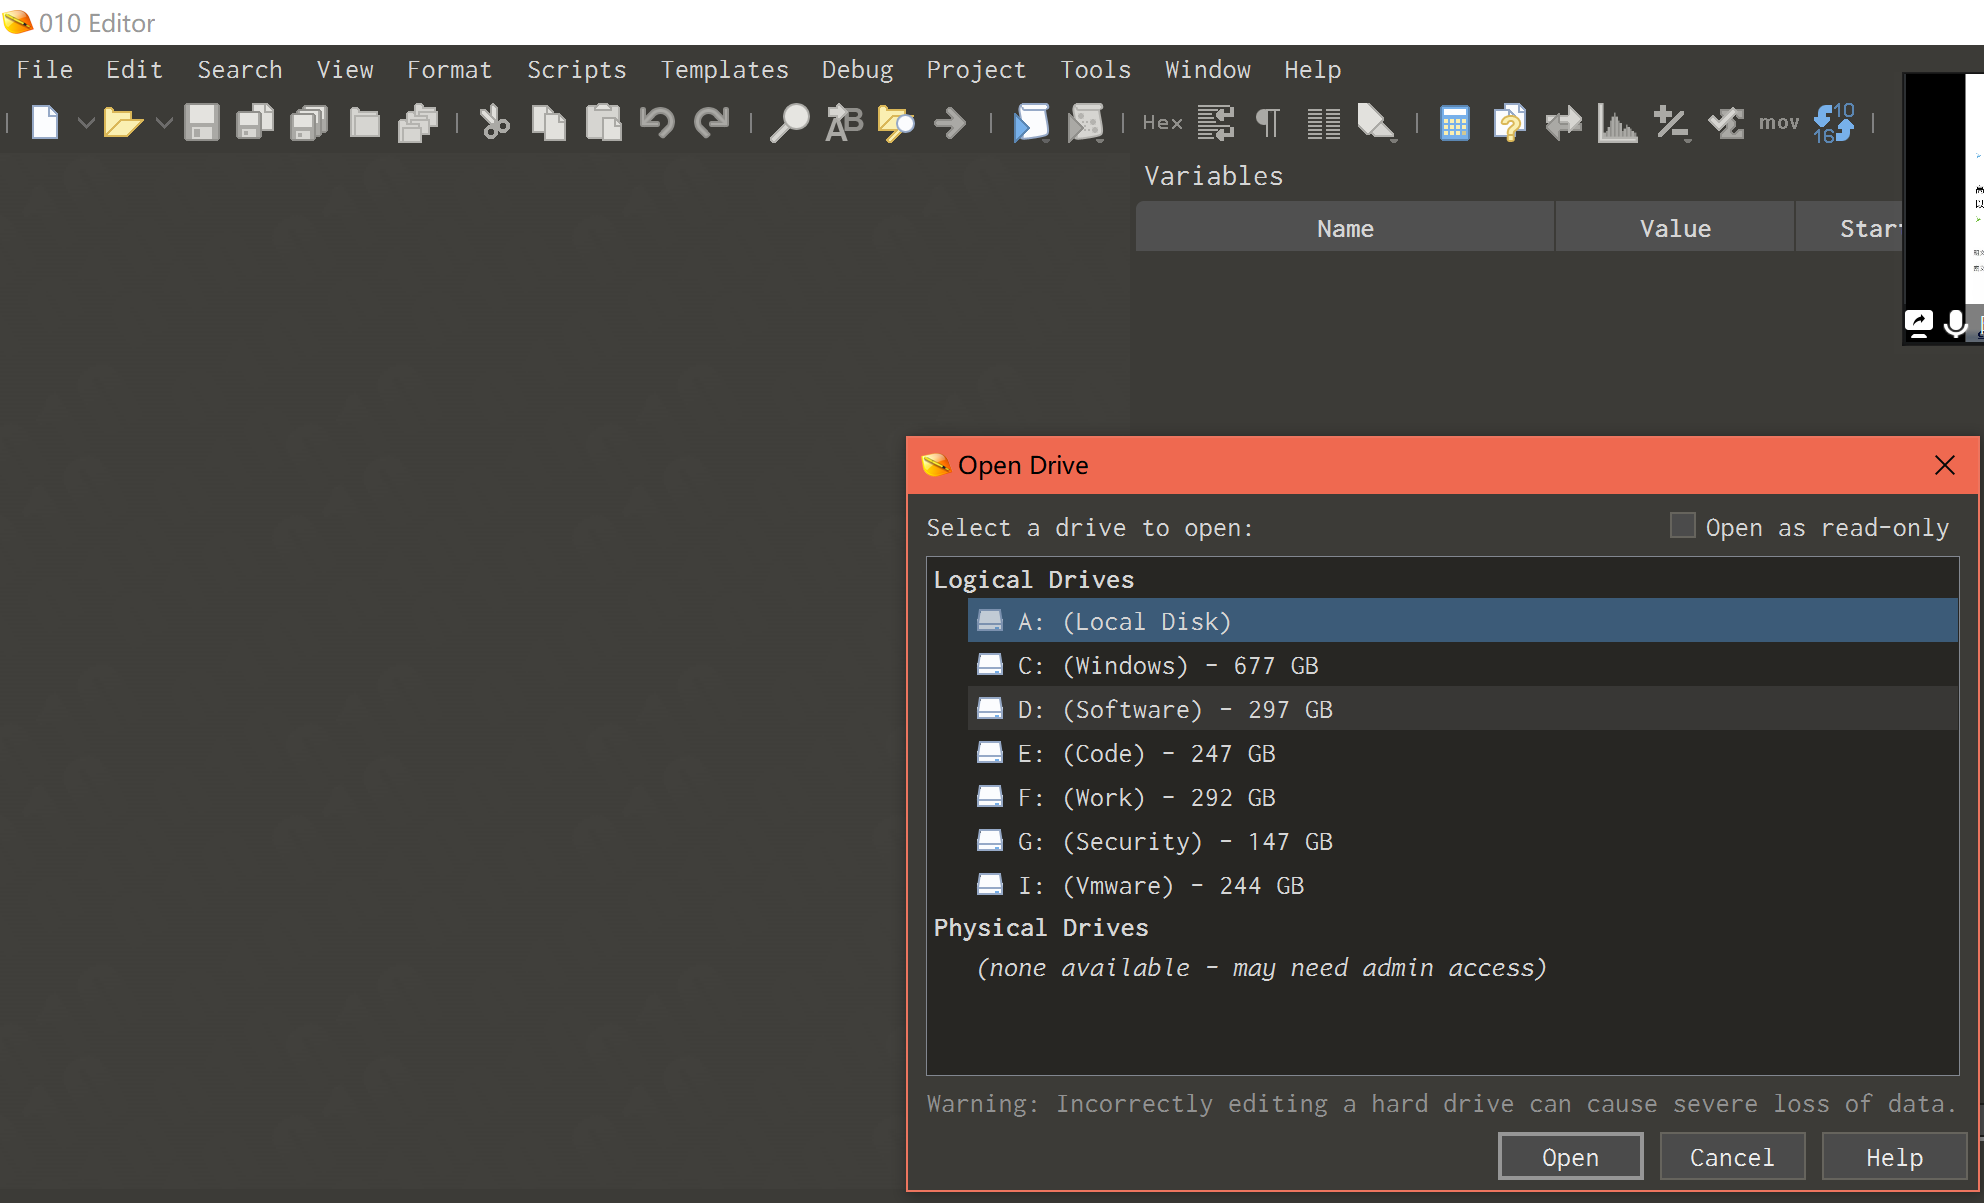 010 Editor
File Edit Search View Format Scripts Templates Debug Project Tools Window Help
Hex mov 10 16
Variables
Name Value
Open Drive
Select a drive to open: Open as read-only
Logical Drives
A: (Local Disk)
C: (Windows) - 677 GB
D: (Software) - 297 GB
E: (Code) - 247 GB
F: (Work) - 292 GB
G: (Security) - 147 GB
I: (Vmware) - 244 GB
Physical Drives
(none available - may need admin access)
Warning: Incorrectly editing a hard drive can cause severe loss of data.
Open Cancel Help